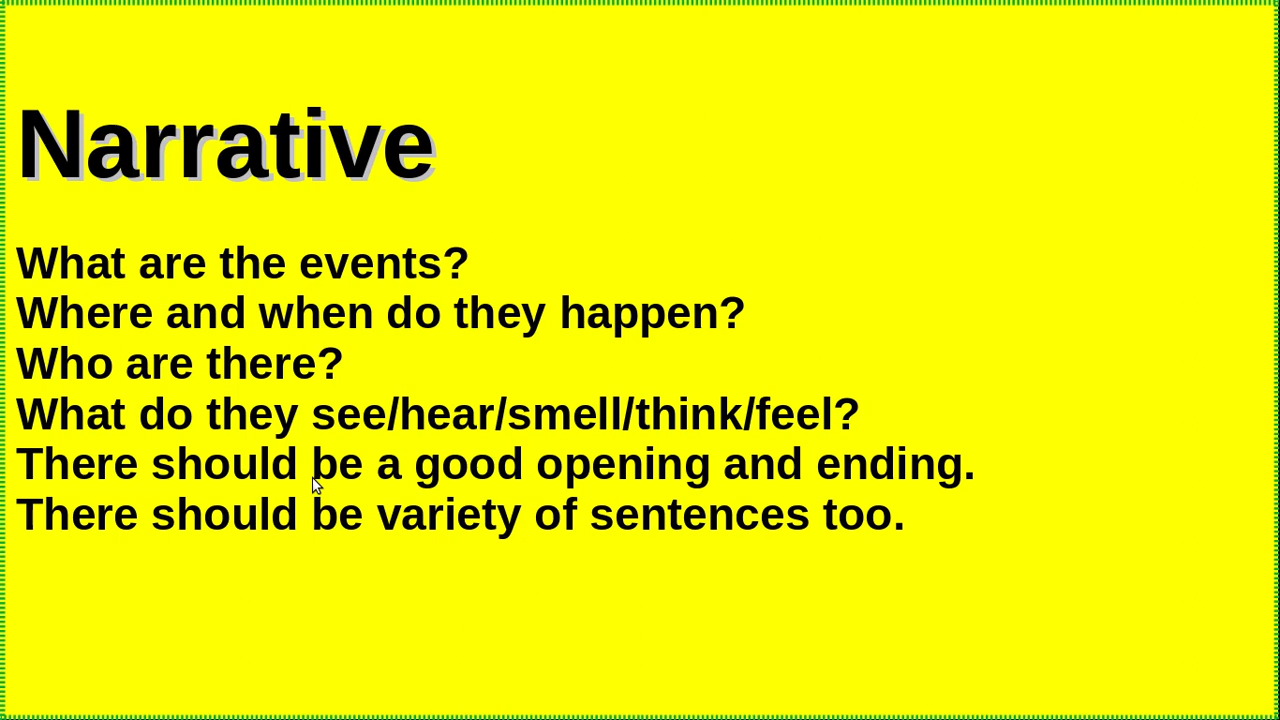 Narrative
What are the events?
Where and when do they happen?
Who are there?
What do they see/hear/smell/think/feel?
There should be a good opening and ending.
There should be variety of sentences too.